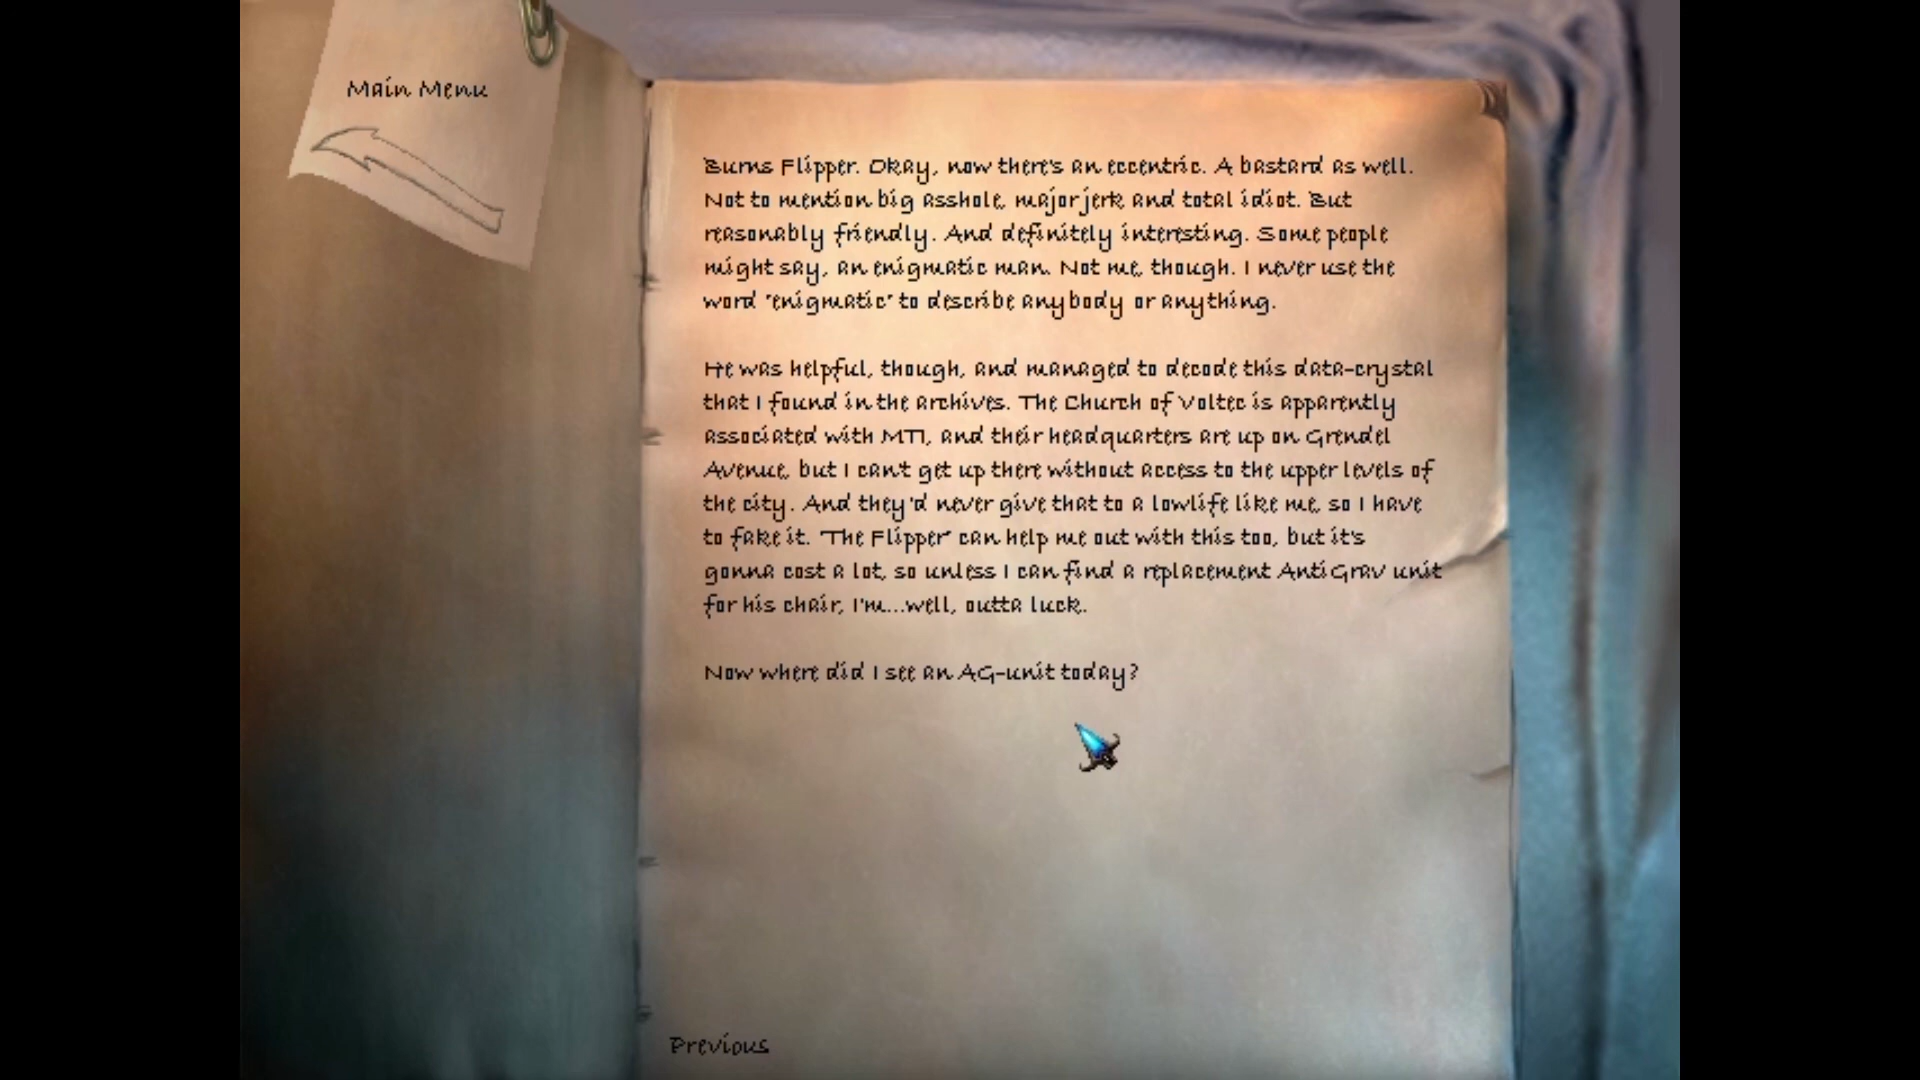 Main Menu
Burns Flipper. Okay, now there's an eccentric. A bastard as well.
Not to mention big asshole, major jerk and total idiot. But
reasonably friendly. And definitely interesting. Some people
might say, an enigmatic man. Not me, though. I never use the
word "enigmatic" to describe anybody or anything.
He was helpful, though, and managed to decode this data-crystal
that I found in the archives. The Church of Voltec is apparently
associated with MTI, and their headquarters are up on Grendel
Avenue, but I can't get up there without access to the upper levels of
the city. And they'd never give that to a lowlife like me, so I have
to fake it. "The Flipper" can help me out with this too, but it's
gonna cost a lot, so unless I can find a replacement AntiGrav unit
for his chair, I'm...well, outta luck.
Now where did I see an AG-unit today?
Previous